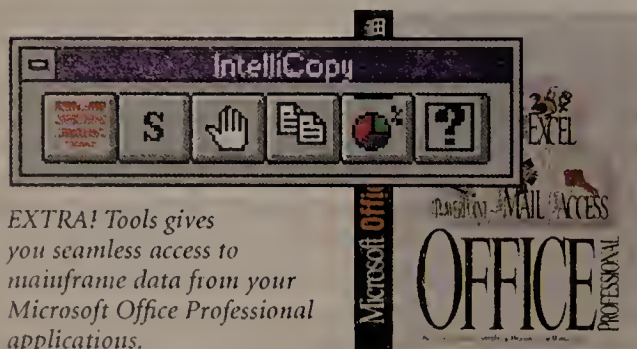 IntelliCopy
S
?
EXTRA! Tools gives
you seamless access to
mainframe data from your
Microsoft Office Professional
applications.
Microsoft Office
EXCEL
MAIL ACCESS
OFFICE
PROFESSIONAL